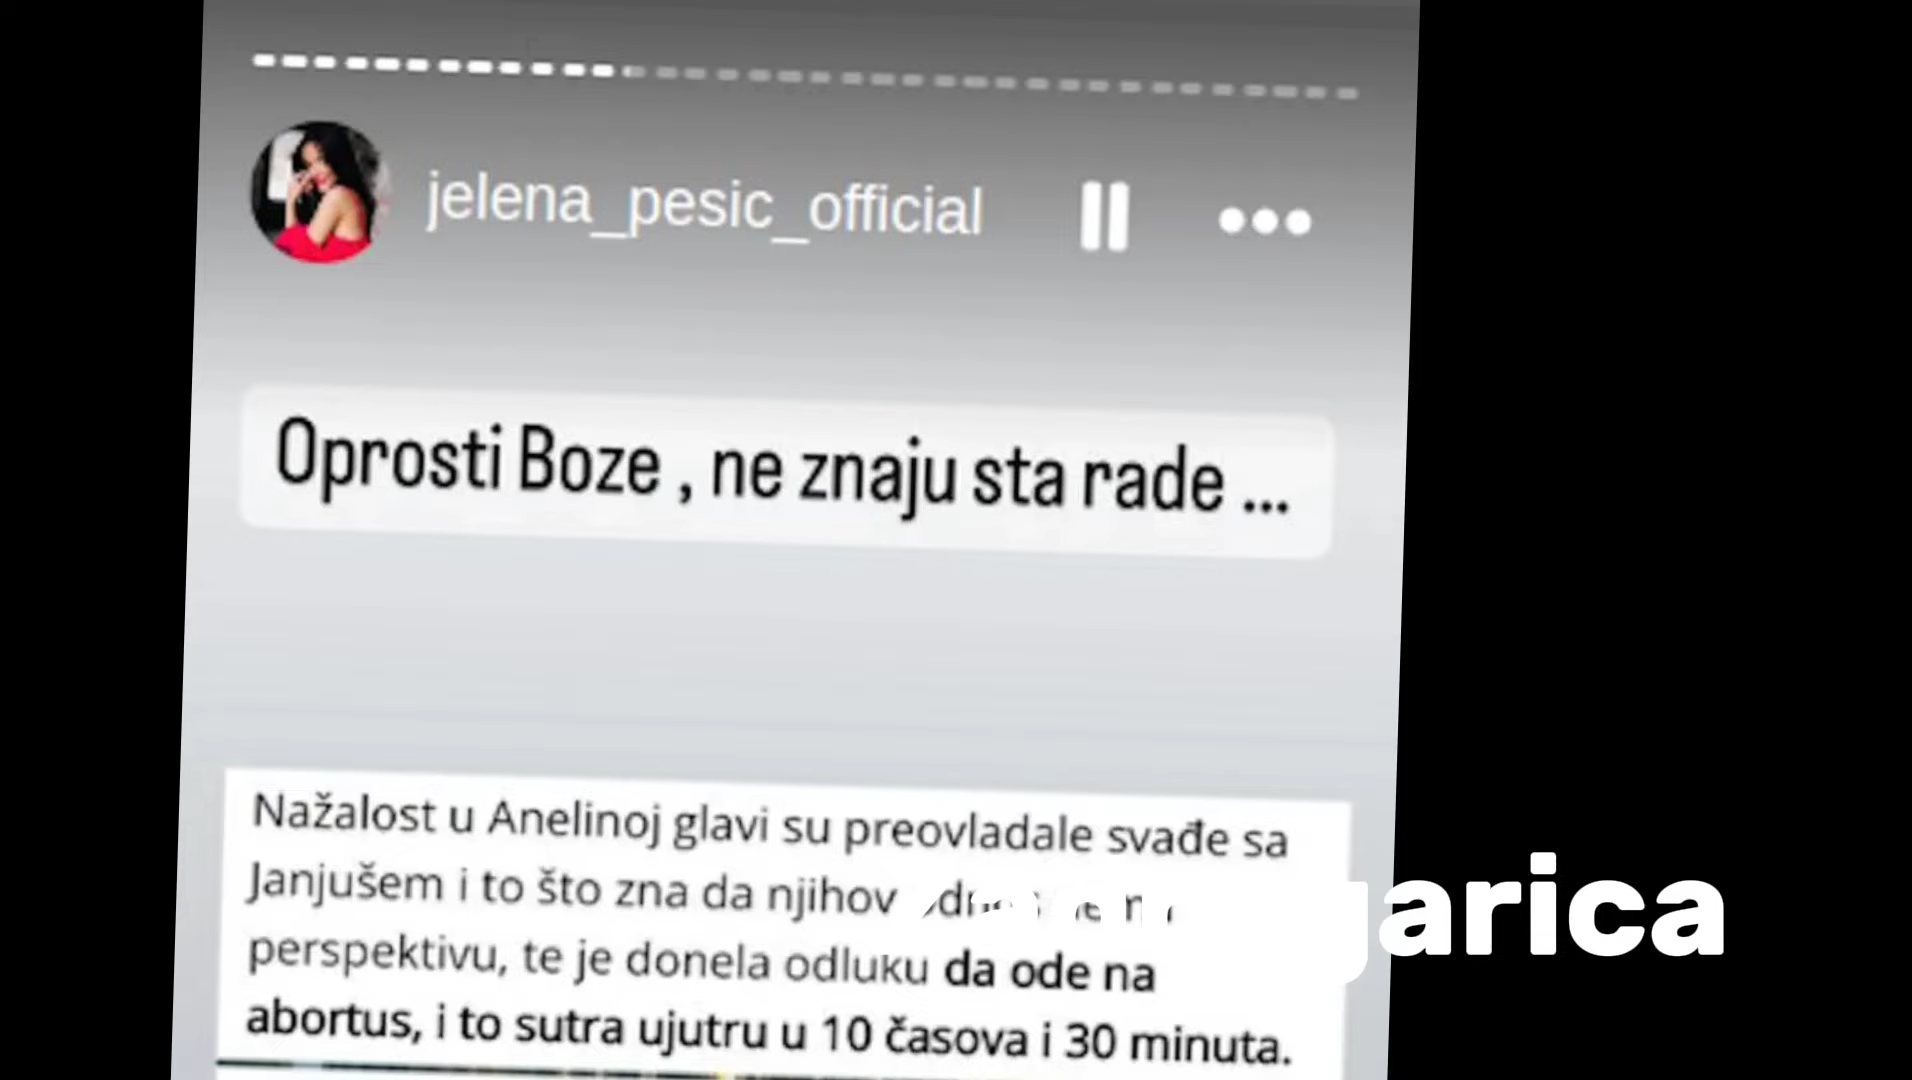 jelena_pesic_official
Oprosti Boze , ne znaju sta rade ...
Nažalost u Anelinoj glavi su preovladale svađe sa
Janjušem i to što zna da njihov
perspektivu, te je donela odluku da ode na
abortus, i to sutra ujutru u 10 časova i 30 minuta.